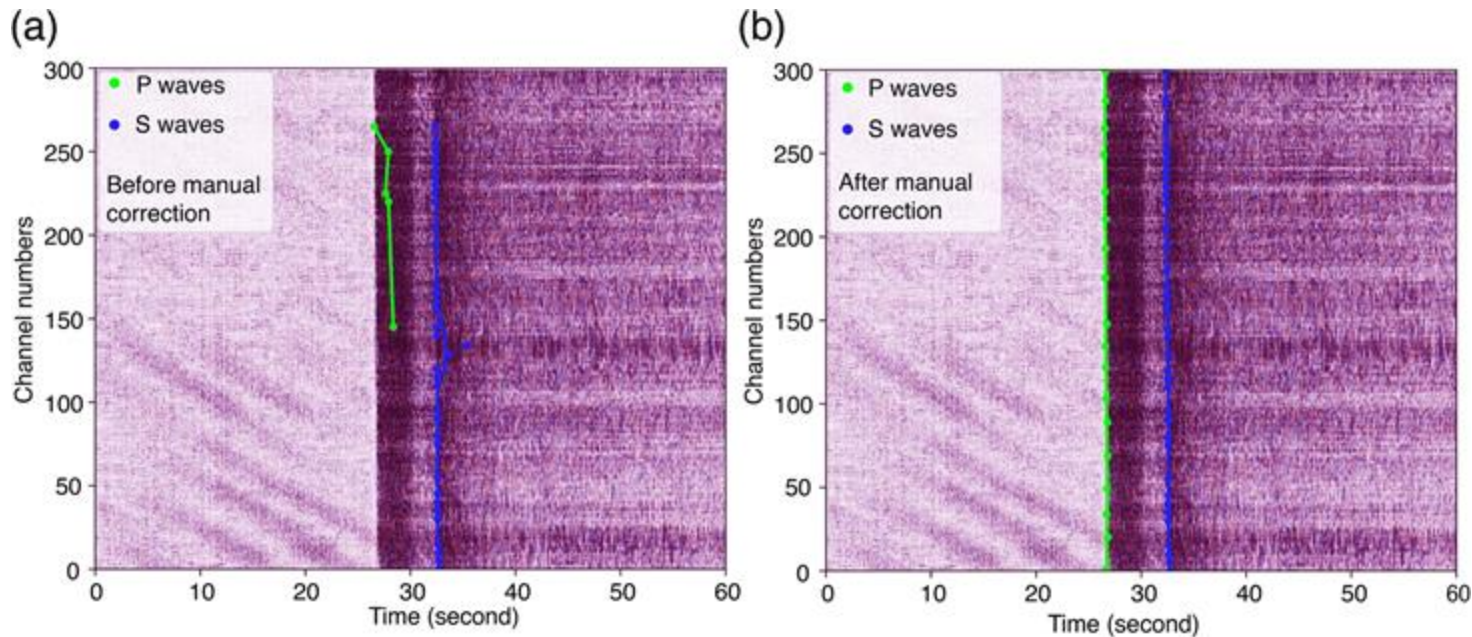 (a)
300
250
200
150
100
50
0
Channel numbers
P waves
S waves
Before manual
correction
0 10 20 30 40 50 60
Time (second)
(b)
300
250
200
150
100
50
0
Channel numbers
P waves
S waves
After manual
correction
0 10 20 30 40 50 60
Time (second)